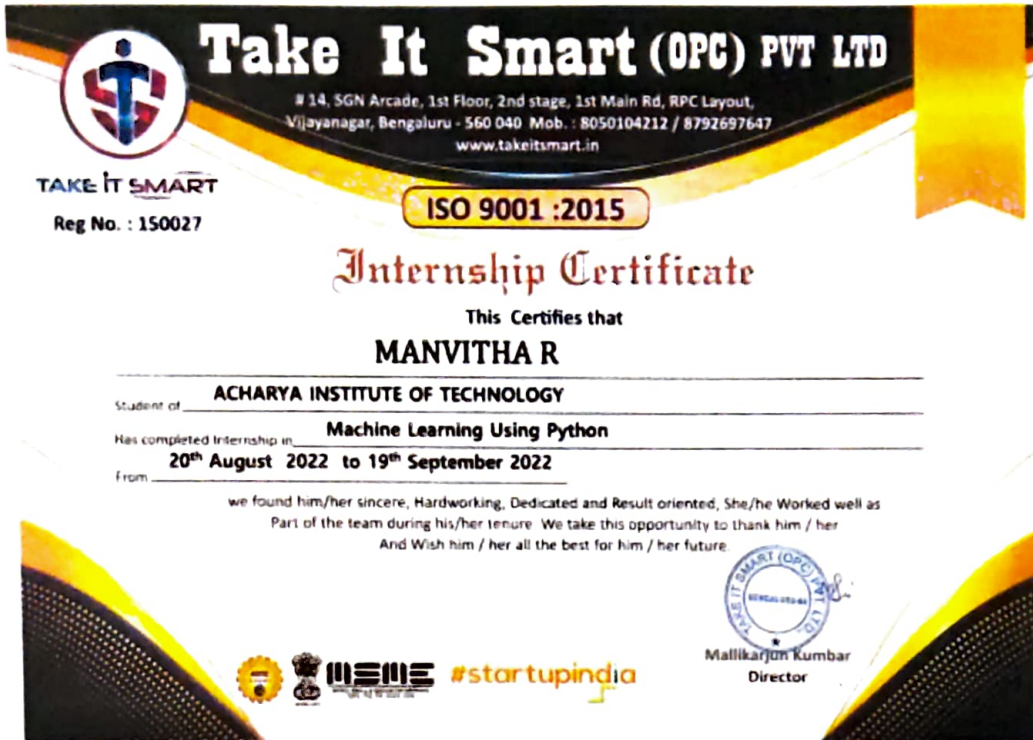 Take It Smart (OPC) PVT LTD
# 14, SGN Arcade, 1st Floor, 2nd stage, 1st Main Rd, RPC Layout,
Vijayanagar, Bengaluru - 560 040 Mob. : 8050104212 / 8792697647
www.takeitsmart.in
TAKE IT SMART
Reg No. : 150027
ISO 9001 :2015
Internship Certificate
This Certifies that
MANVITHA R
Student of ACHARYA INSTITUTE OF TECHNOLOGY
Has completed Internship in Machine Learning Using Python
From 20th August 2022 to 19th September 2022
we found him/her sincere, Hardworking, Dedicated and Result oriented, She/he Worked well as
Part of the team during his/her tenure We take this opportunity to thank him / her
And Wish him / her all the best for him / her future.
TAKE IT SMART (OPC) PVT LTD.
Mallikarjun Kumbar
Director
MSME
#startupindia